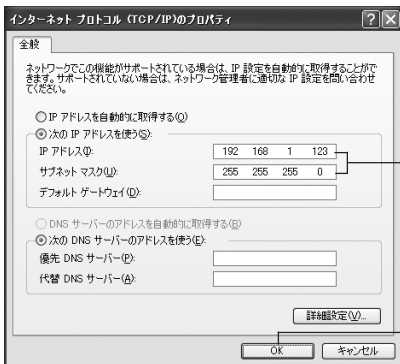 インターネット プロトコル (TCP/IP)のプロパティ
全般
ネットワークでこの機能がサポートされている場合は、IP 設定を自動的に取得することがで
きます。サポートされていない場合は、ネットワーク管理者に適切な IP 設定を問い合わせ
てください。
IP アドレスを自動的に取得する(O)
次の IP アドレスを使う(S):
IP アドレス(I): 192 168 1 123
サブネット マスク(U): 255 255 255 0
デフォルト ゲートウェイ(D):
DNS サーバーのアドレスを自動的に取得する(B)
次の DNS サーバーのアドレスを使う(E):
優先 DNS サーバー(P):
代替 DNS サーバー(A):
詳細設定(V)...
OK キャンセル